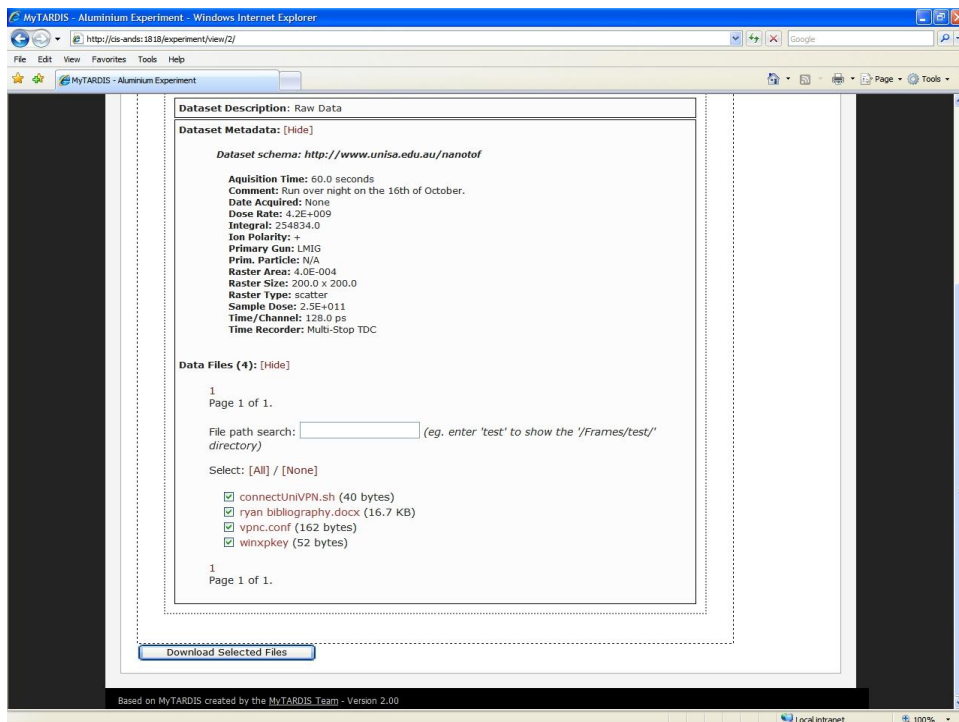 MyTARDIS - Aluminium Experiment - Windows Internet Explorer
http://cis-ands:1818/experiment/view/2/
Google
File Edit View Favorites Tools Help
MyTARDIS - Aluminium Experiment
Page Tools
Dataset Description: Raw Data
Dataset Metadata: [Hide]
Dataset schema: http://www.unisa.edu.au/nanotof
Aquisition Time: 60.0 seconds
Comment: Run over night on the 16th of October.
Date Acquired: None
Dose Rate: 4.2E+009
Integral: 254834.0
Ion Polarity: +
Primary Gun: LMIG
Prim. Particle: N/A
Raster Area: 4.0E-004
Raster Size: 200.0 x 200.0
Raster Type: scatter
Sample Dose: 2.5E+011
Time/Channel: 128.0 ps
Time Recorder: Multi-Stop TDC
Data Files (4): [Hide]
1
Page 1 of 1.
File path search: (eg. enter 'test' to show the '/Frames/test/'
directory)
Select: [All] / [None]
connectUniVPN.sh (40 bytes)
ryan bibliography.docx (16.7 KB)
vpnc.conf (162 bytes)
winxpkey (52 bytes)
1
Page 1 of 1.
Download Selected Files
Based on MyTARDIS created by the MyTARDIS Team - Version 2.00
Local intranet 100%